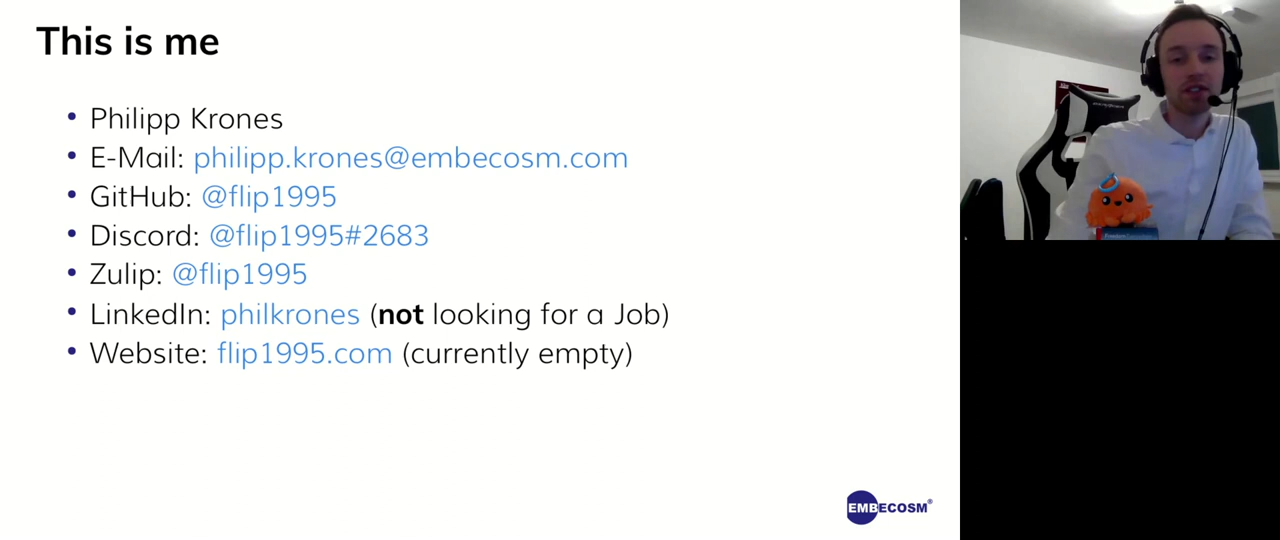 This is me
• Philipp Krones
• E-Mail: philipp.krones@embecosm.com
• GitHub: @flip1995
• Discord: @flip1995#2683
• Zulip: @flip1995
• LinkedIn: philkrones (not looking for a Job)
• Website: flip1995.com (currently empty)
EMBECOSM®